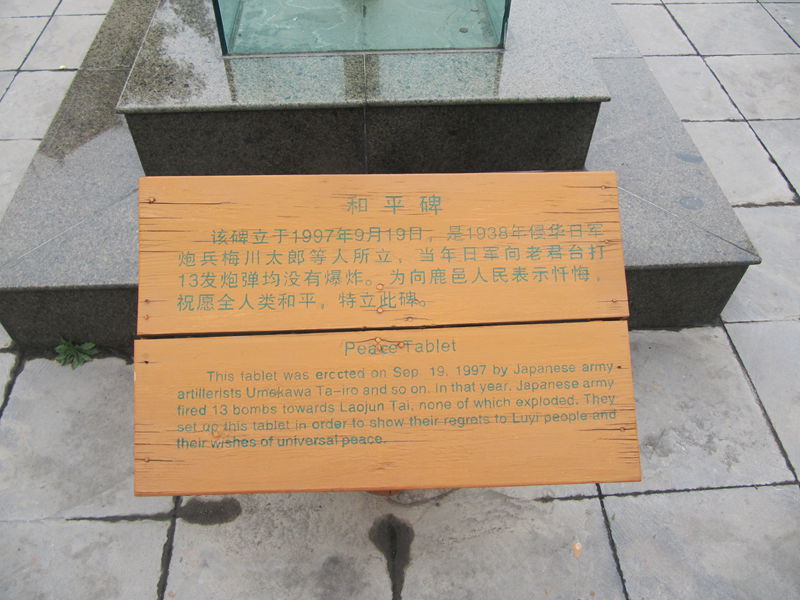 和平碑
该碑立于1997年9月19日，是1938年侵华日军
炮兵梅川太郎等人所立，当年日军向老君台打
13发炮弹均没有爆炸。为向鹿邑人民表示忏悔，
祝愿全人类和平，特立此碑。
Peace Tablet
This tablet was erected on Sep. 19, 1997 by Japanese army
artillerists Umekawa Ta-iro and so on. In that year, Japanese army
fired 13 bombs towards Laojun Tai, none of which exploded. They
set up this tablet in order to show their regrets to Luyi people and
their wishes of universal peace.